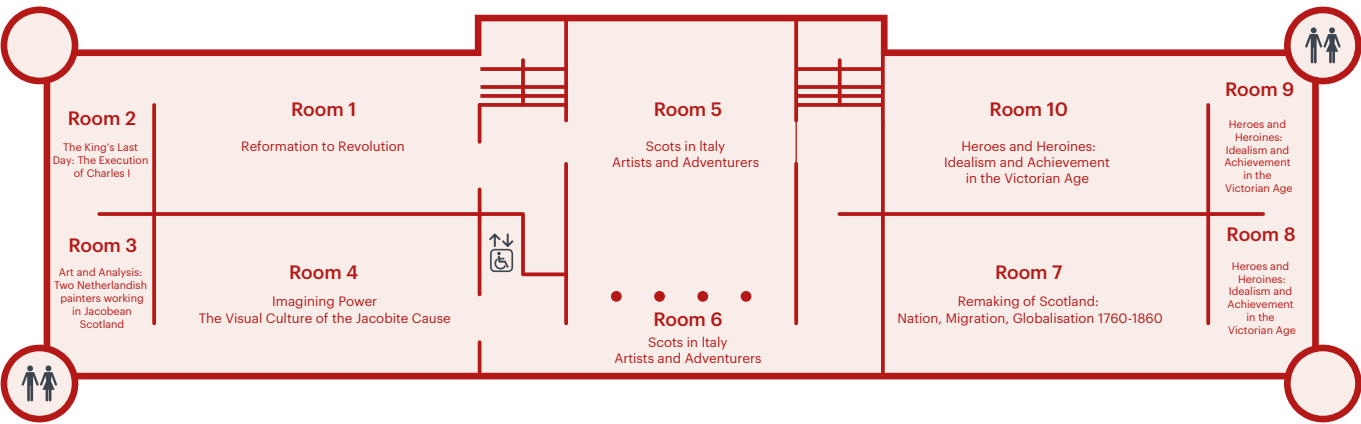 Room 1
Reformation to Revolution
Room 2
The King's Last
Day: The Execution
of Charles I
Room 3
Art and Analysis:
Two Netherlandish
painters working
in Jacobean
Scotland
Room 4
Imagining Power
The Visual Culture of the Jacobite Cause
Room 5
Scots in Italy
Artists and Adventurers
Room 6
Scots in Italy
Artists and Adventurers
Room 7
Remaking of Scotland:
Nation, Migration, Globalisation 1760-1860
Room 8
Heroes and
Heroines:
Idealism and
Achievement
in the
Victorian Age
Room 9
Heroes and
Heroines:
Idealism and
Achievement
in the
Victorian Age
Room 10
Heroes and Heroines:
Idealism and Achievement
in the Victorian Age